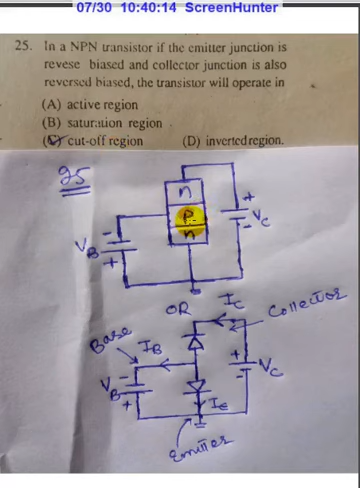 07/30 10:40:14 ScreenHunter
25. In a NPN transistor if the emitter junction is
revese biased and collector junction is also
reversed biased, the transistor will operate in
(A) active region
(B) saturation region
(C) cut-off region (D) inverted region.
25
n
P
n
+
-
VC
-
VB
+
OR
IC
Collector
Base
IB
-
VB
+
+
-
VC
IE
Emitter